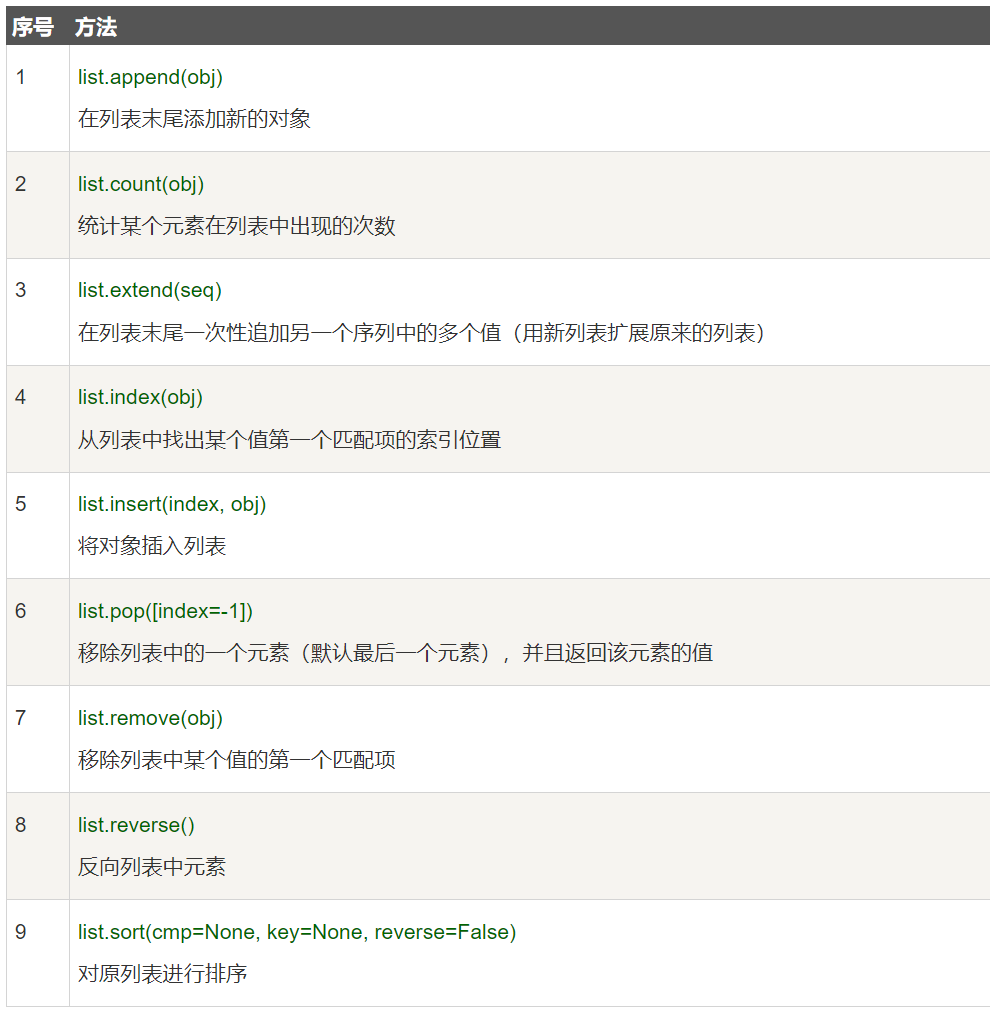 序号 方法
1 list.append(obj)
在列表末尾添加新的对象
2 list.count(obj)
统计某个元素在列表中出现的次数
3 list.extend(seq)
在列表末尾一次性追加另一个序列中的多个值（用新列表扩展原来的列表）
4 list.index(obj)
从列表中找出某个值第一个匹配项的索引位置
5 list.insert(index, obj)
将对象插入列表
6 list.pop([index=-1])
移除列表中的一个元素（默认最后一个元素），并且返回该元素的值
7 list.remove(obj)
移除列表中某个值的第一个匹配项
8 list.reverse()
反向列表中元素
9 list.sort(cmp=None, key=None, reverse=False)
对原列表进行排序